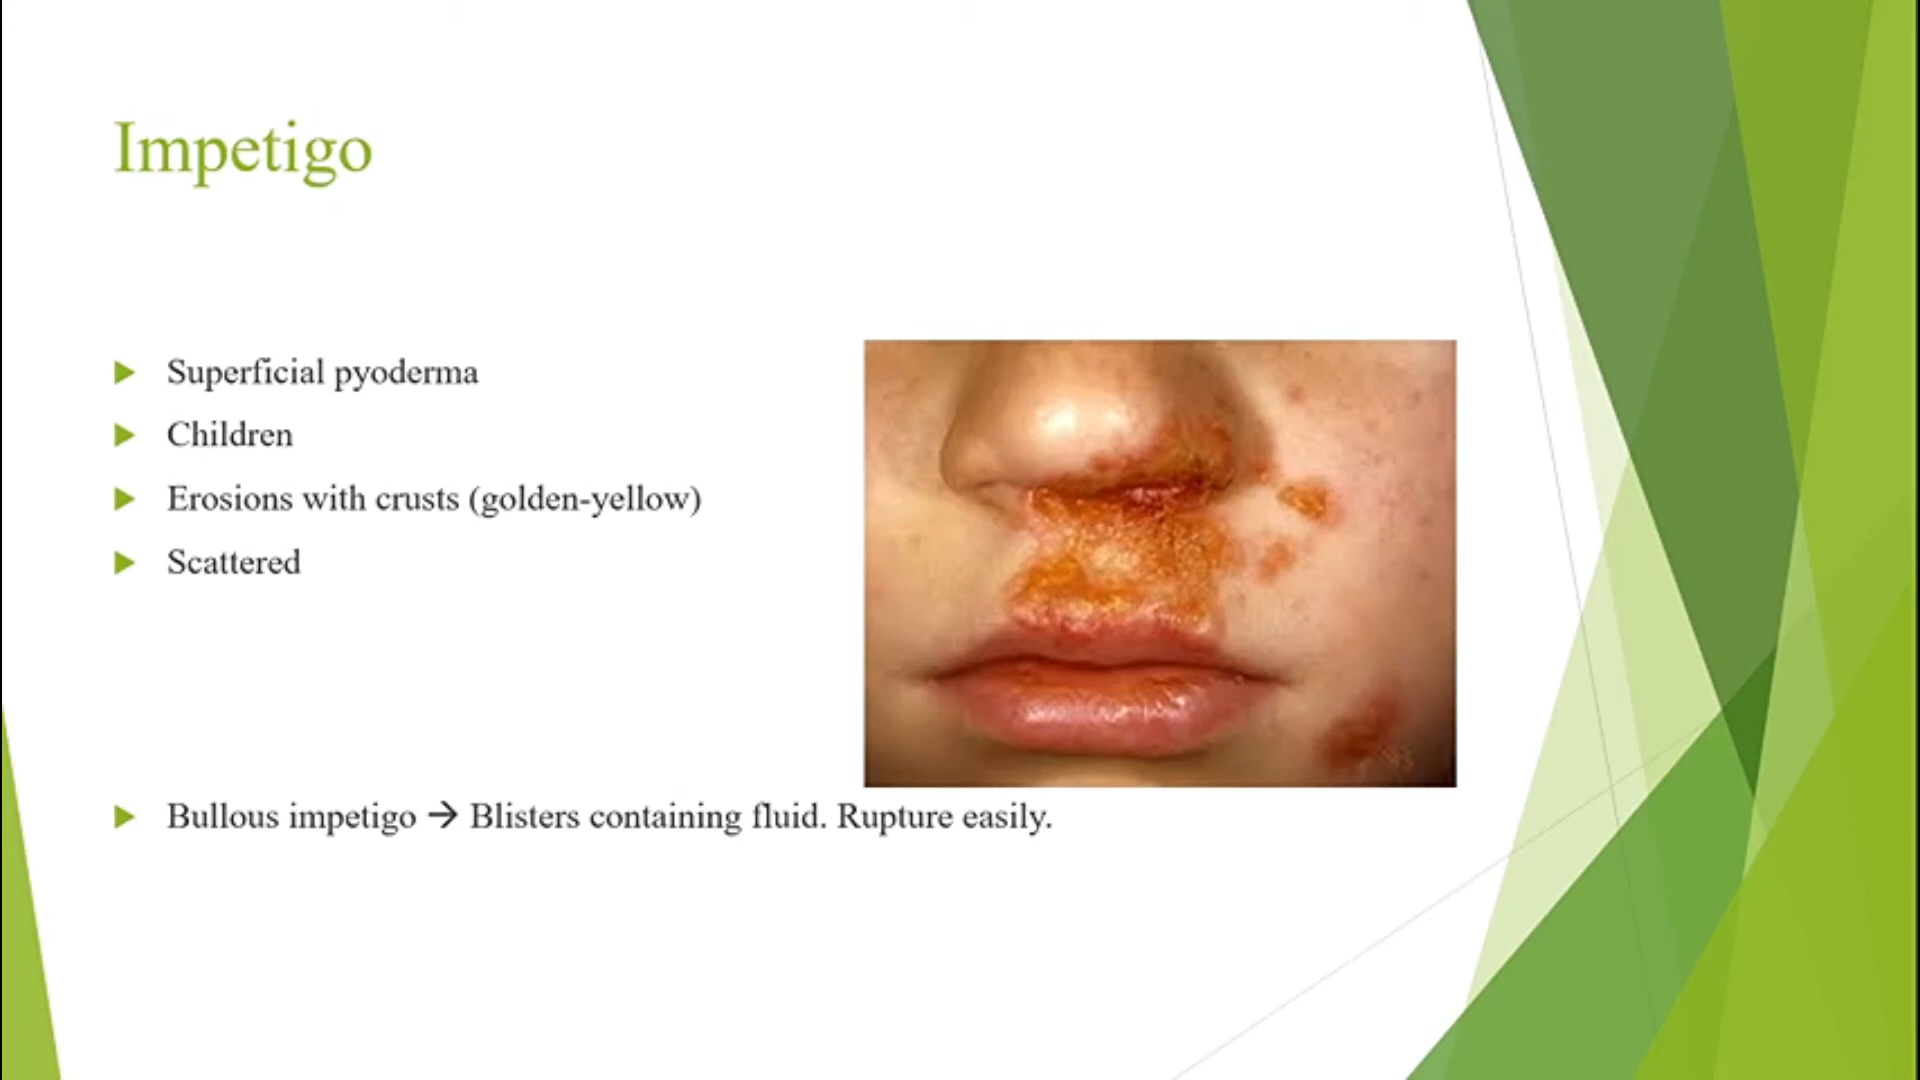 Impetigo
Superficial pyoderma
Children
Erosions with crusts (golden-yellow)
Scattered
Bullous impetigo → Blisters containing fluid. Rupture easily.